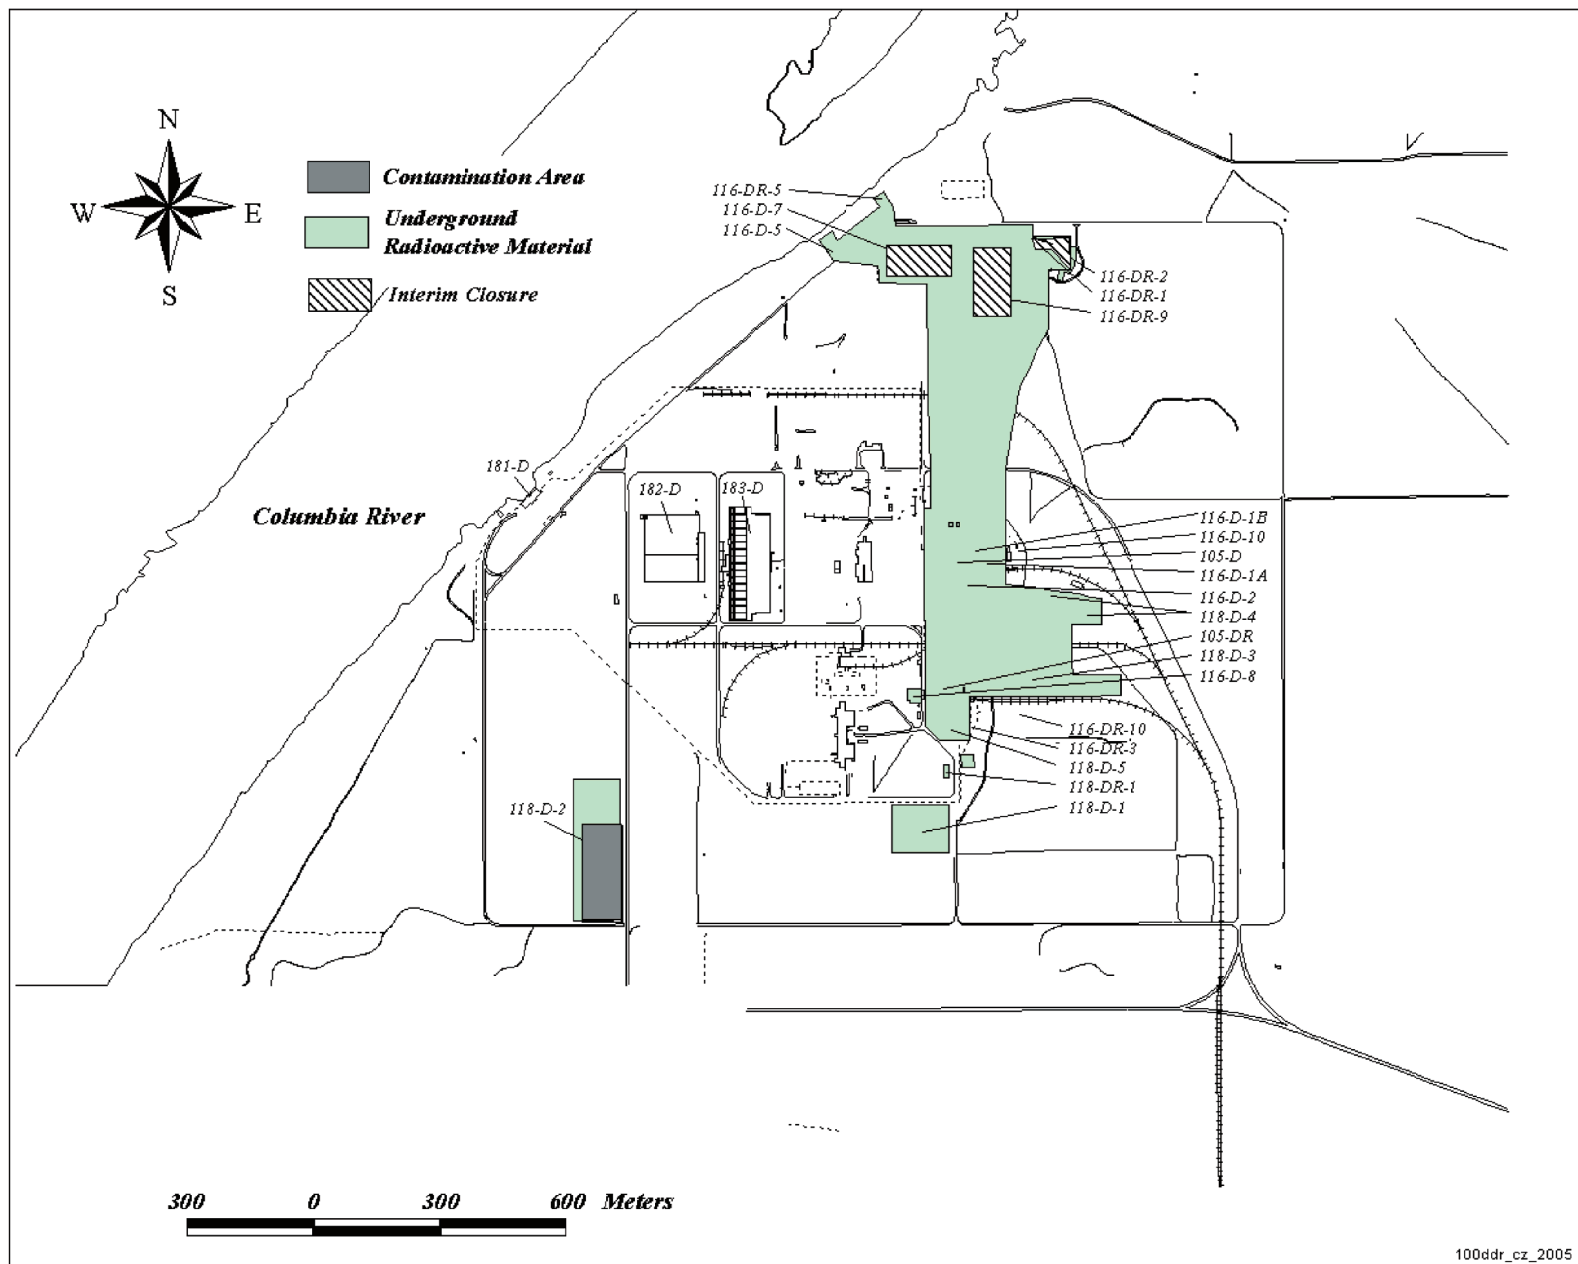 N
W
E
S
Contamination Area
Underground
Radioactive Material
Interim Closure
116-DR-5
116-D-7
116-D-5
116-DR-2
116-DR-1
116-DR-9
181-D
182-D
183-D
Columbia River
116-D-1B
116-D-10
105-D
116-D-1A
116-D-2
118-D-4
105-DR
118-D-3
116-D-8
116-DR-10
116-DR-3
118-D-5
118-DR-1
118-D-1
118-D-2
300 0 300 600 Meters
100ddr_cz_2005